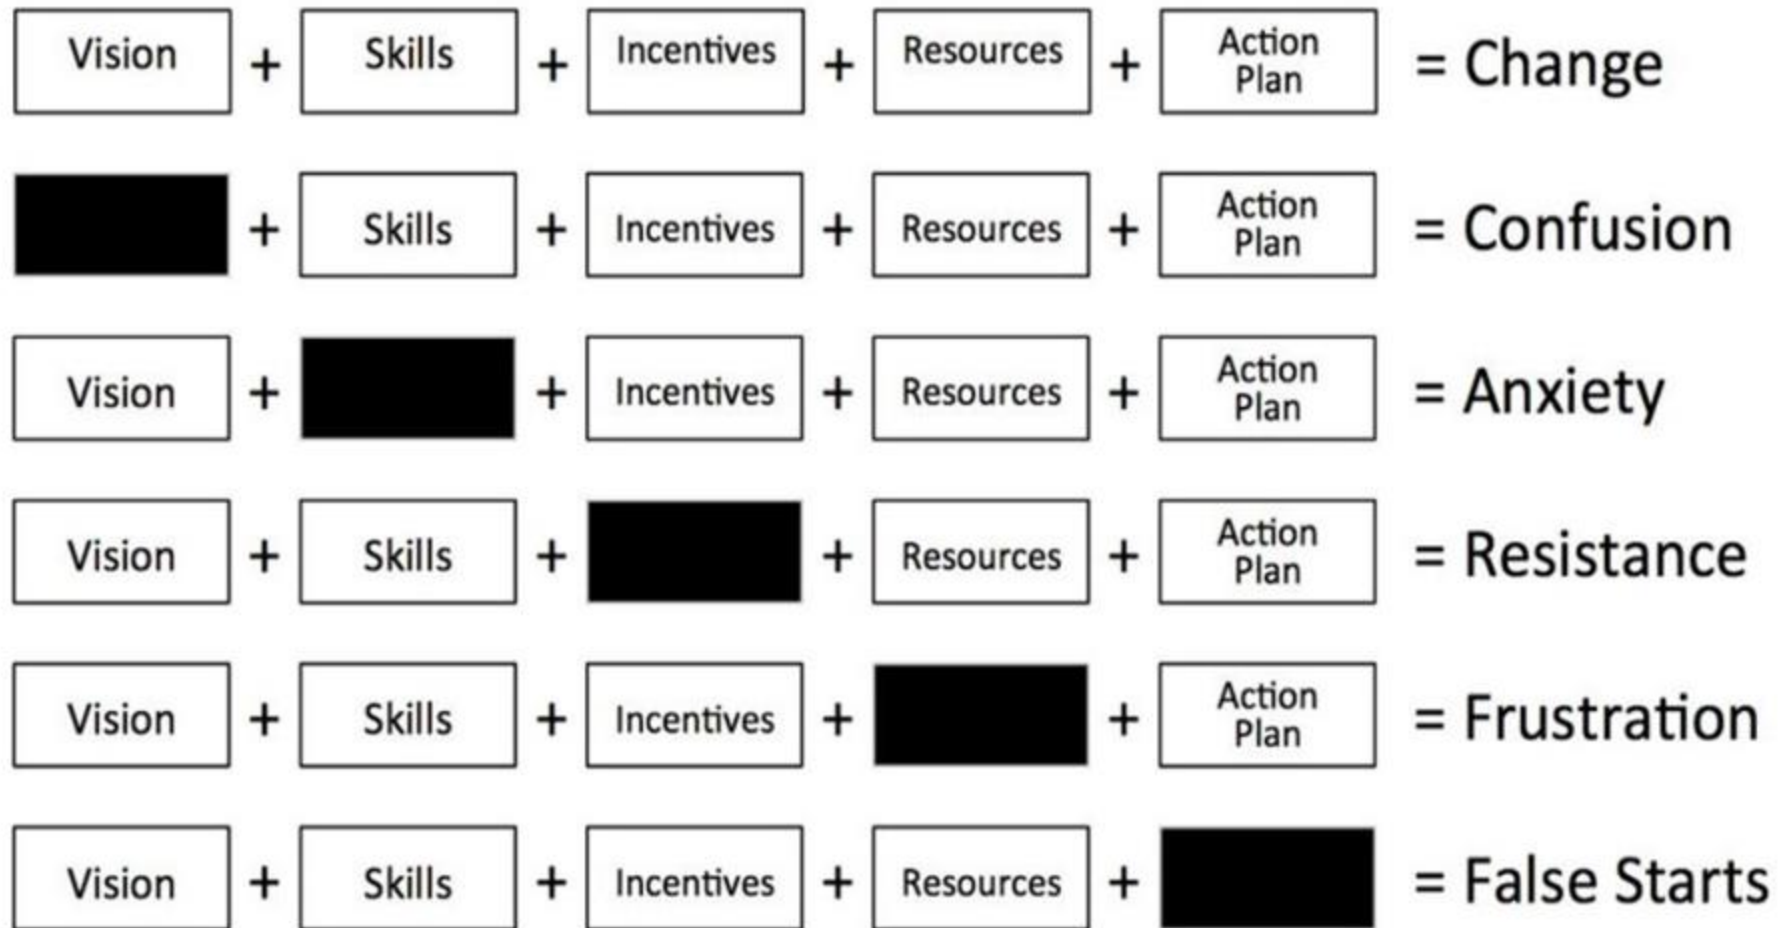 Vision + Skills + Incentives + Resources + Action Plan = Change
+ Skills + Incentives + Resources + Action Plan = Confusion
Vision + + Incentives + Resources + Action Plan = Anxiety
Vision + Skills + + Resources + Action Plan = Resistance
Vision + Skills + Incentives + + Action Plan = Frustration
Vision + Skills + Incentives + Resources + = False Starts